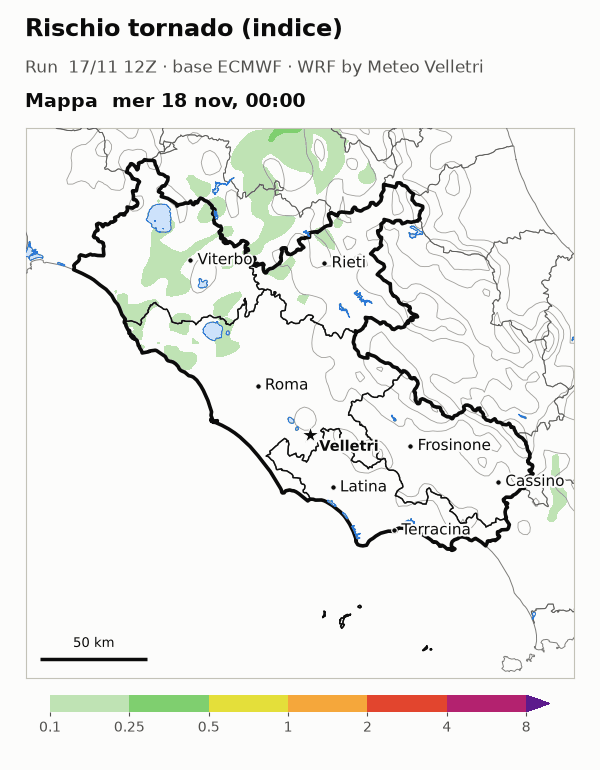 Rischio tornado (indice)
Run  17/11 12Z · base ECMWF · WRF by Meteo Velletri
Mappa  mer 18 nov, 00:00
Viterbo
Rieti
Roma
Velletri
Frosinone
Cassino
Latina
Terracina
50 km
0.1 0.25 0.5 1 2 4 8